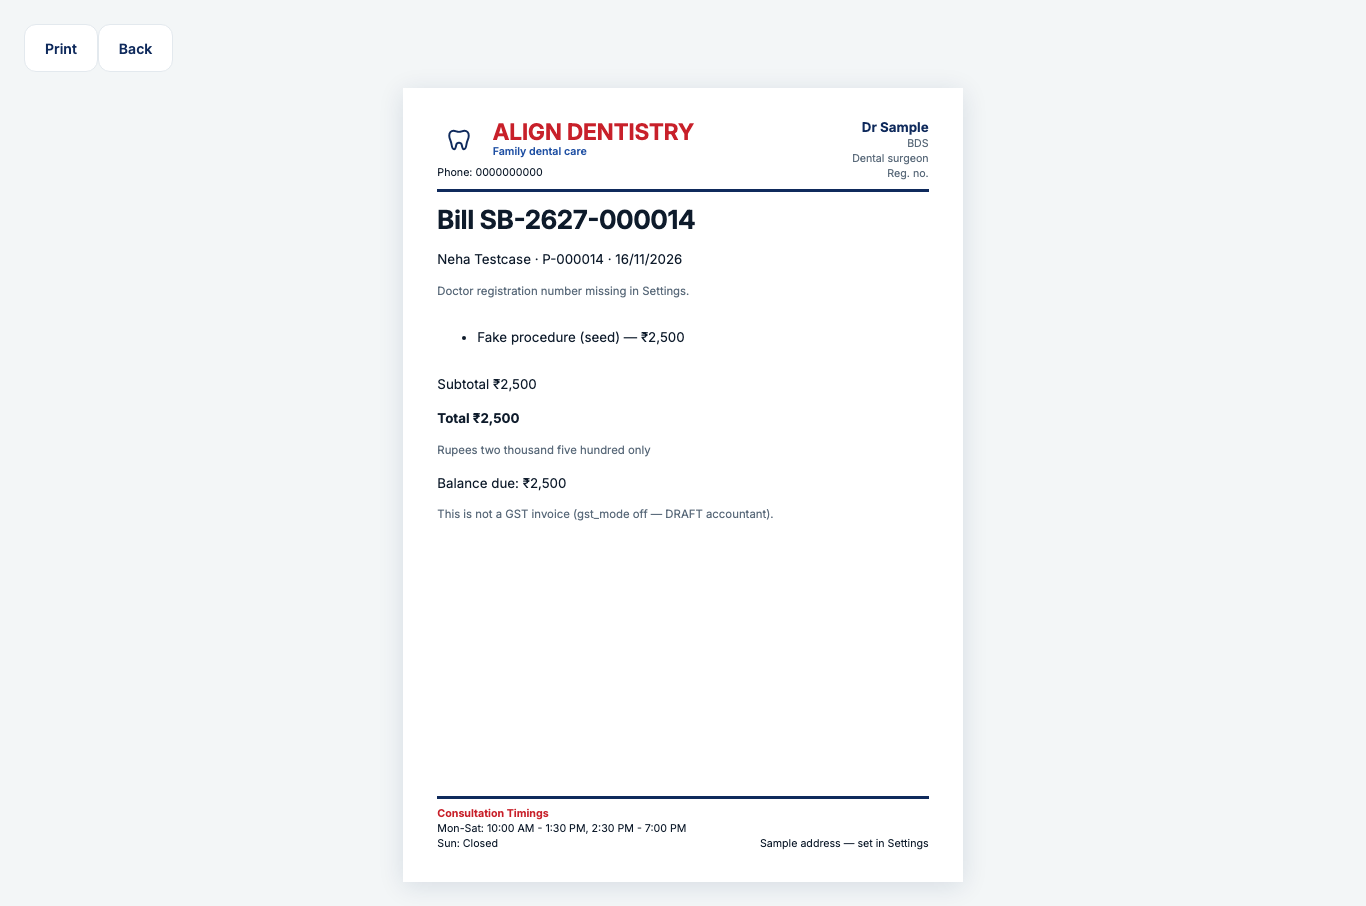 Print
Back
ALIGN DENTISTRY
Family dental care
Phone: 0000000000
Dr Sample
BDS
Dental surgeon
Reg. no.
Bill SB-2627-000014
Neha Testcase · P-000014 · 16/11/2026
Doctor registration number missing in Settings.
• Fake procedure (seed) — ₹2,500
Subtotal ₹2,500
Total ₹2,500
Rupees two thousand five hundred only
Balance due: ₹2,500
This is not a GST invoice (gst_mode off — DRAFT accountant).
Consultation Timings
Mon-Sat: 10:00 AM - 1:30 PM, 2:30 PM - 7:00 PM
Sun: Closed
Sample address — set in Settings